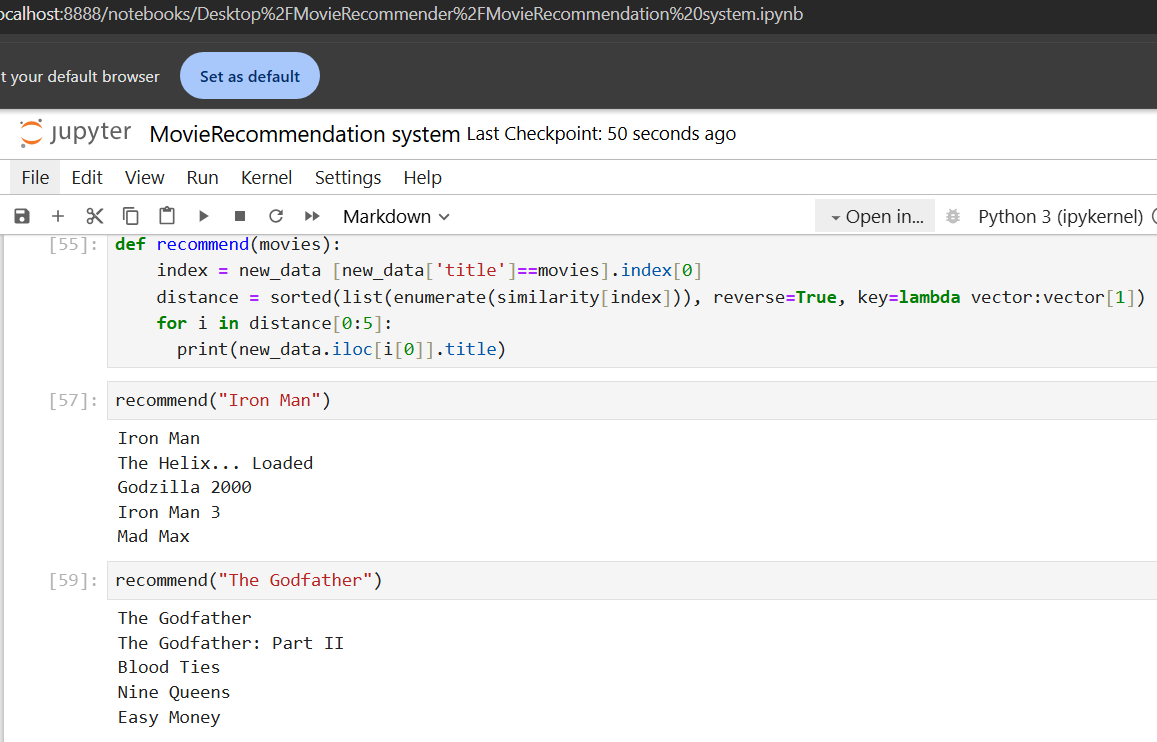 ocalhost:8888/notebooks/Desktop%2FMovieRecommender%2FMovieRecommendation%20system.ipynb
t your default browser Set as default
jupyter MovieRecommendation system Last Checkpoint: 50 seconds ago
File Edit View Run Kernel Settings Help
Markdown Open in... Python 3 (ipykernel)
[55]: def recommend(movies):
index = new_data [new_data['title']==movies].index[0]
distance = sorted(list(enumerate(similarity[index])), reverse=True, key=lambda vector:vector[1])
for i in distance[0:5]:
print(new_data.iloc[i[0]].title)
[57]: recommend("Iron Man")
Iron Man
The Helix... Loaded
Godzilla 2000
Iron Man 3
Mad Max
[59]: recommend("The Godfather")
The Godfather
The Godfather: Part II
Blood Ties
Nine Queens
Easy Money